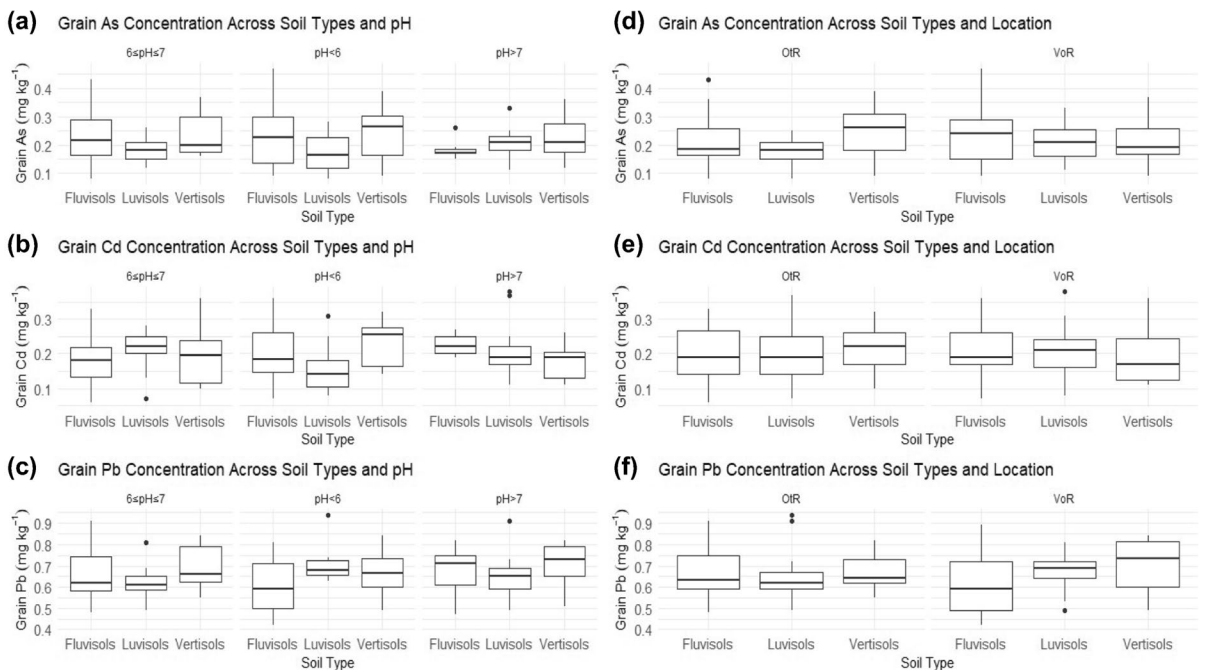 (a) Grain As Concentration Across Soil Types and pH
6≤pH≤7 pH<6 pH>7
Grain As (mg kg⁻¹)
0.4
0.3
0.2
0.1
Fluvisols Luvisols Vertisols Fluvisols Luvisols Vertisols Fluvisols Luvisols Vertisols
Soil Type
(d) Grain As Concentration Across Soil Types and Location
OtR VoR
Grain As (mg kg⁻¹)
0.4
0.3
0.2
0.1
Fluvisols Luvisols Vertisols Fluvisols Luvisols Vertisols
Soil Type
(b) Grain Cd Concentration Across Soil Types and pH
6≤pH≤7 pH<6 pH>7
Grain Cd (mg kg⁻¹)
0.3
0.2
0.1
Fluvisols Luvisols Vertisols Fluvisols Luvisols Vertisols Fluvisols Luvisols Vertisols
Soil Type
(e) Grain Cd Concentration Across Soil Types and Location
OtR VoR
Grain Cd (mg kg⁻¹)
0.3
0.2
0.1
Fluvisols Luvisols Vertisols Fluvisols Luvisols Vertisols
Soil Type
(c) Grain Pb Concentration Across Soil Types and pH
6≤pH≤7 pH<6 pH>7
Grain Pb (mg kg⁻¹)
0.9
0.8
0.7
0.6
0.5
0.4
Fluvisols Luvisols Vertisols Fluvisols Luvisols Vertisols Fluvisols Luvisols Vertisols
Soil Type
(f) Grain Pb Concentration Across Soil Types and Location
OtR VoR
Grain Pb (mg kg⁻¹)
0.9
0.8
0.7
0.6
0.5
0.4
Fluvisols Luvisols Vertisols Fluvisols Luvisols Vertisols
Soil Type